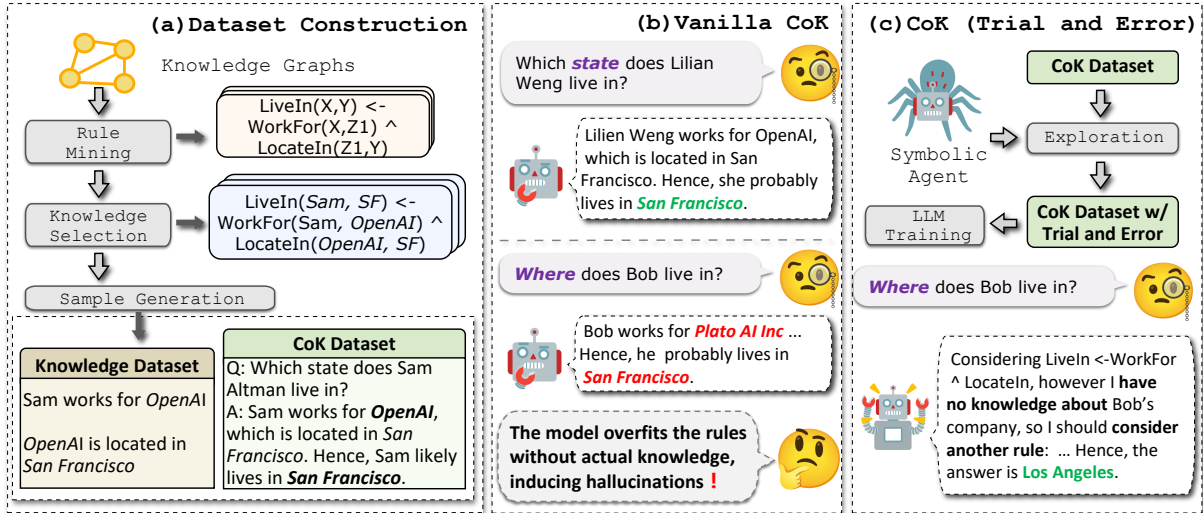 (a)Dataset Construction
Knowledge Graphs
Rule
Mining
LiveIn(X,Y) <-
WorkFor(X,Z1) ^
LocateIn(Z1,Y)
Knowledge
Selection
LiveIn(Sam, SF) <-
WorkFor(Sam, OpenAI) ^
LocateIn(OpenAI, SF)
Sample Generation
Knowledge Dataset
Sam works for OpenAI
OpenAI is located in
San Francisco
CoK Dataset
Q: Which state does Sam
Altman live in?
A: Sam works for OpenAI,
which is located in San
Francisco. Hence, Sam likely
lives in San Francisco.
(b)Vanilla CoK
Which state does Lilian
Weng live in?
Lilien Weng works for OpenAI,
which is located in San
Francisco. Hence, she probably
lives in San Francisco.
Where does Bob live in?
Bob works for Plato AI Inc ...
Hence, he probably lives in
San Francisco.
The model overfits the rules
without actual knowledge,
inducing hallucinations !
(c)CoK (Trial and Error)
CoK Dataset
Symbolic
Agent
Exploration
LLM
Training
CoK Dataset w/
Trial and Error
Where does Bob live in?
Considering LiveIn <-WorkFor
^ LocateIn, however I have
no knowledge about Bob's
company, so I should consider
another rule: ... Hence, the
answer is Los Angeles.